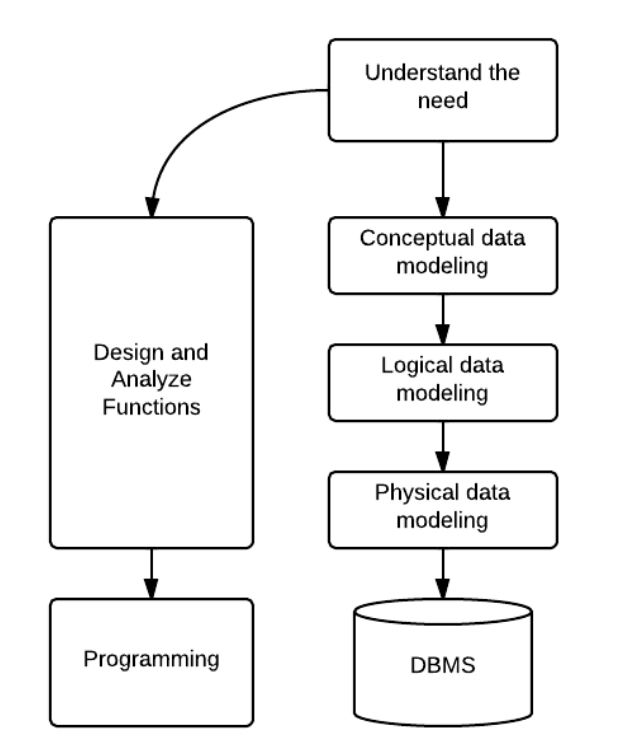 Understand the
need
Conceptual data
modeling
Design and
Analyze
Functions
Logical data
modeling
Physical data
modeling
Programming
DBMS